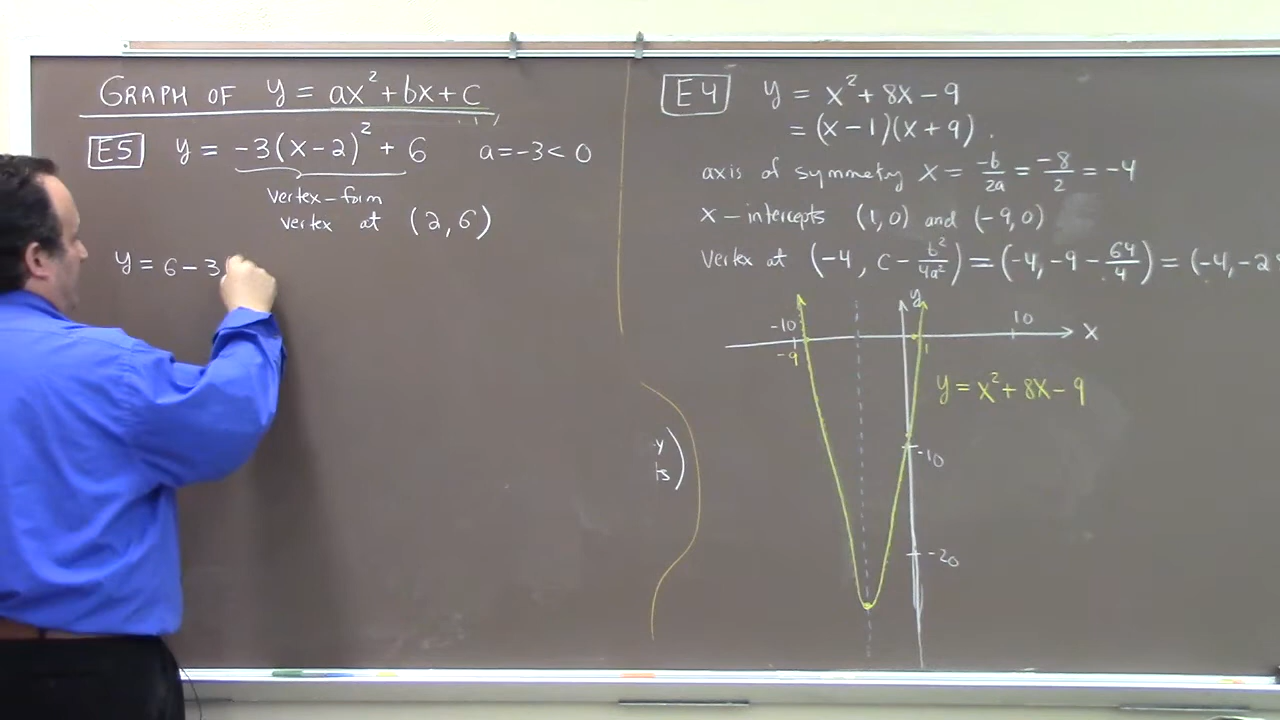 GRAPH OF y = ax² + bx + c
E5 y = -3(x-2)² + 6 a = -3 < 0
vertex-form
vertex at (2,6)
y = 6 - 3
E4 y = x² + 8x - 9
= (x-1)(x+9).
axis of symmetry x = -b/2a = -8/2 = -4
x-intercepts (1,0) and (-9,0)
vertex at (-4, c - b²/4a²) = (-4, -9 - 64/4) = (-4, -2
y
-10 10
x
-9 1
y = x² + 8x - 9
-10
-20
y)
ts)